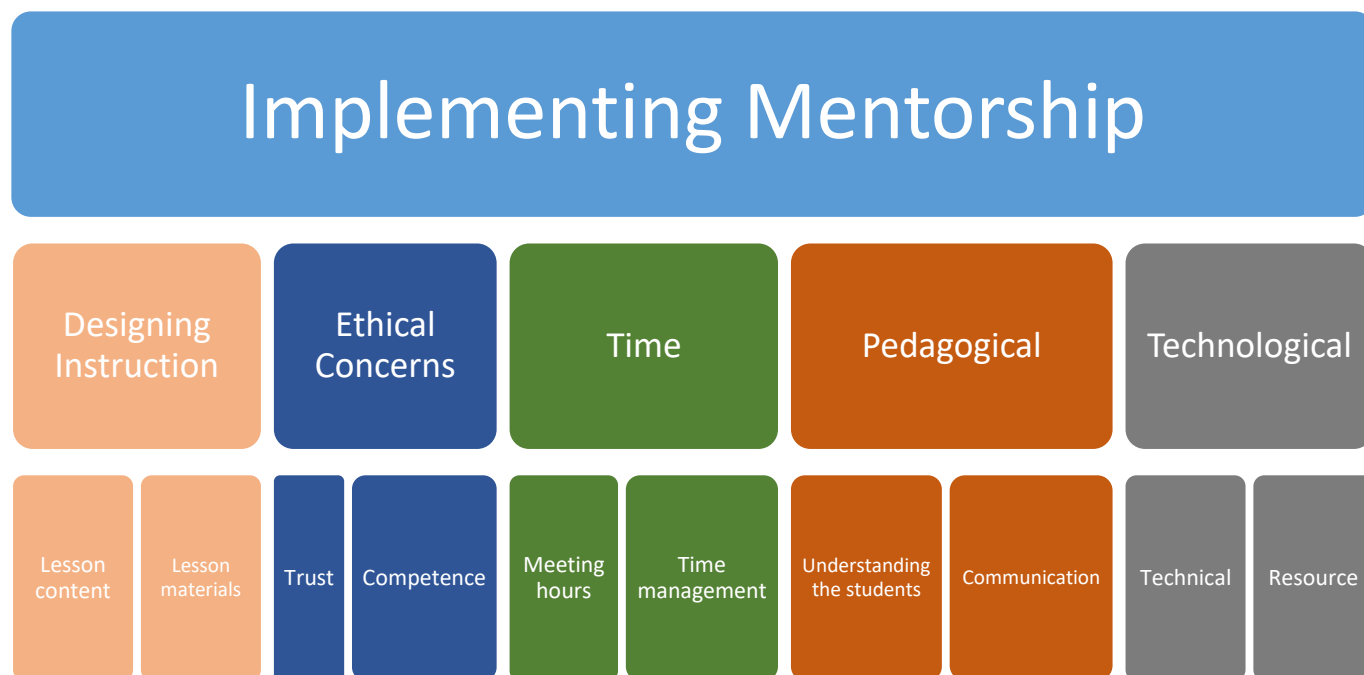 Implementing Mentorship
Designing
Instruction
Ethical
Concerns
Time
Pedagogical
Technological
Lesson
content
Lesson
materials
Trust
Competence
Meeting
hours
Time
management
Understanding
the students
Communication
Technical
Resource